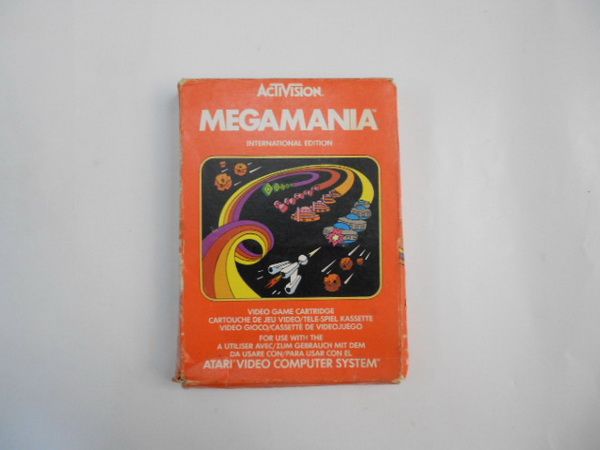 ACTIVISION
MEGAMANIA™
INTERNATIONAL EDITION
VIDEO GAME CARTRIDGE
CARTOUCHE DE JEU VIDEO/TELE-SPIEL KASSETTE
VIDEO GIOCO/CASSETTE DE VIDEOJUEGO
FOR USE WITH THE
A UTILISER AVEC/ZUM GEBRAUCH MIT DEM
DA USARE CON/PARA USAR CON EL
ATARI® VIDEO COMPUTER SYSTEM™